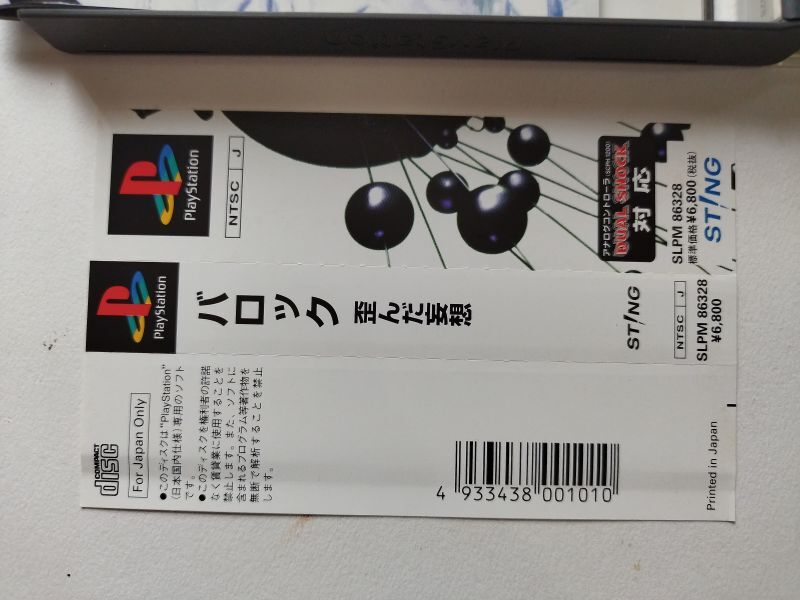 PlayStation
NTSC J
アナログコントローラ(SCPH-1200)
DUAL SHOCK
対応
SLPM 86328
標準価格¥6,800(税抜)
STING
PlayStation
バロック 歪んだ妄想
STING
NTSC J
SLPM 86328
¥6,800
COMPACT
disc
For Japan Only
●このディスクは“PlayStation”
(日本国内仕様)専用のソフト
です。
●このディスクを権利者の許諾
なく賃貸業に使用することを
禁止します。また、ソフトに
含まれるプログラム等著作物を
無断で解析することを禁止
します。
4 933438 001010
Printed in Japan